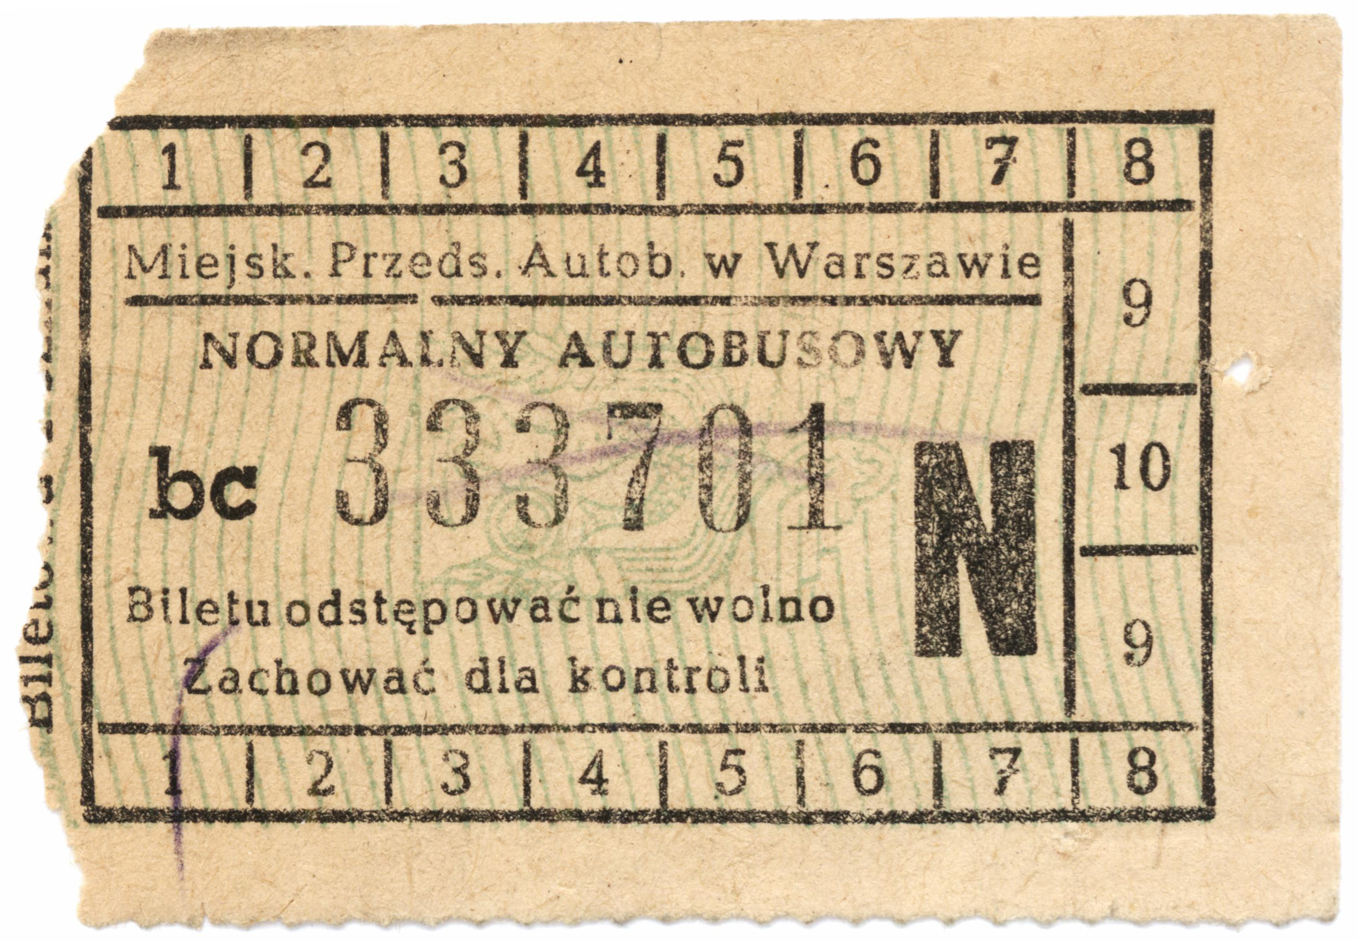 1 2 3 4 5 6 7 8
Miejsk. Przeds. Autob. w Warszawie
9
NORMALNY AUTOBUSOWY
bc 333701
N
10
Biletu odstępować nie wolno
9
Zachować dla kontroli
1 2 3 4 5 6 7 8